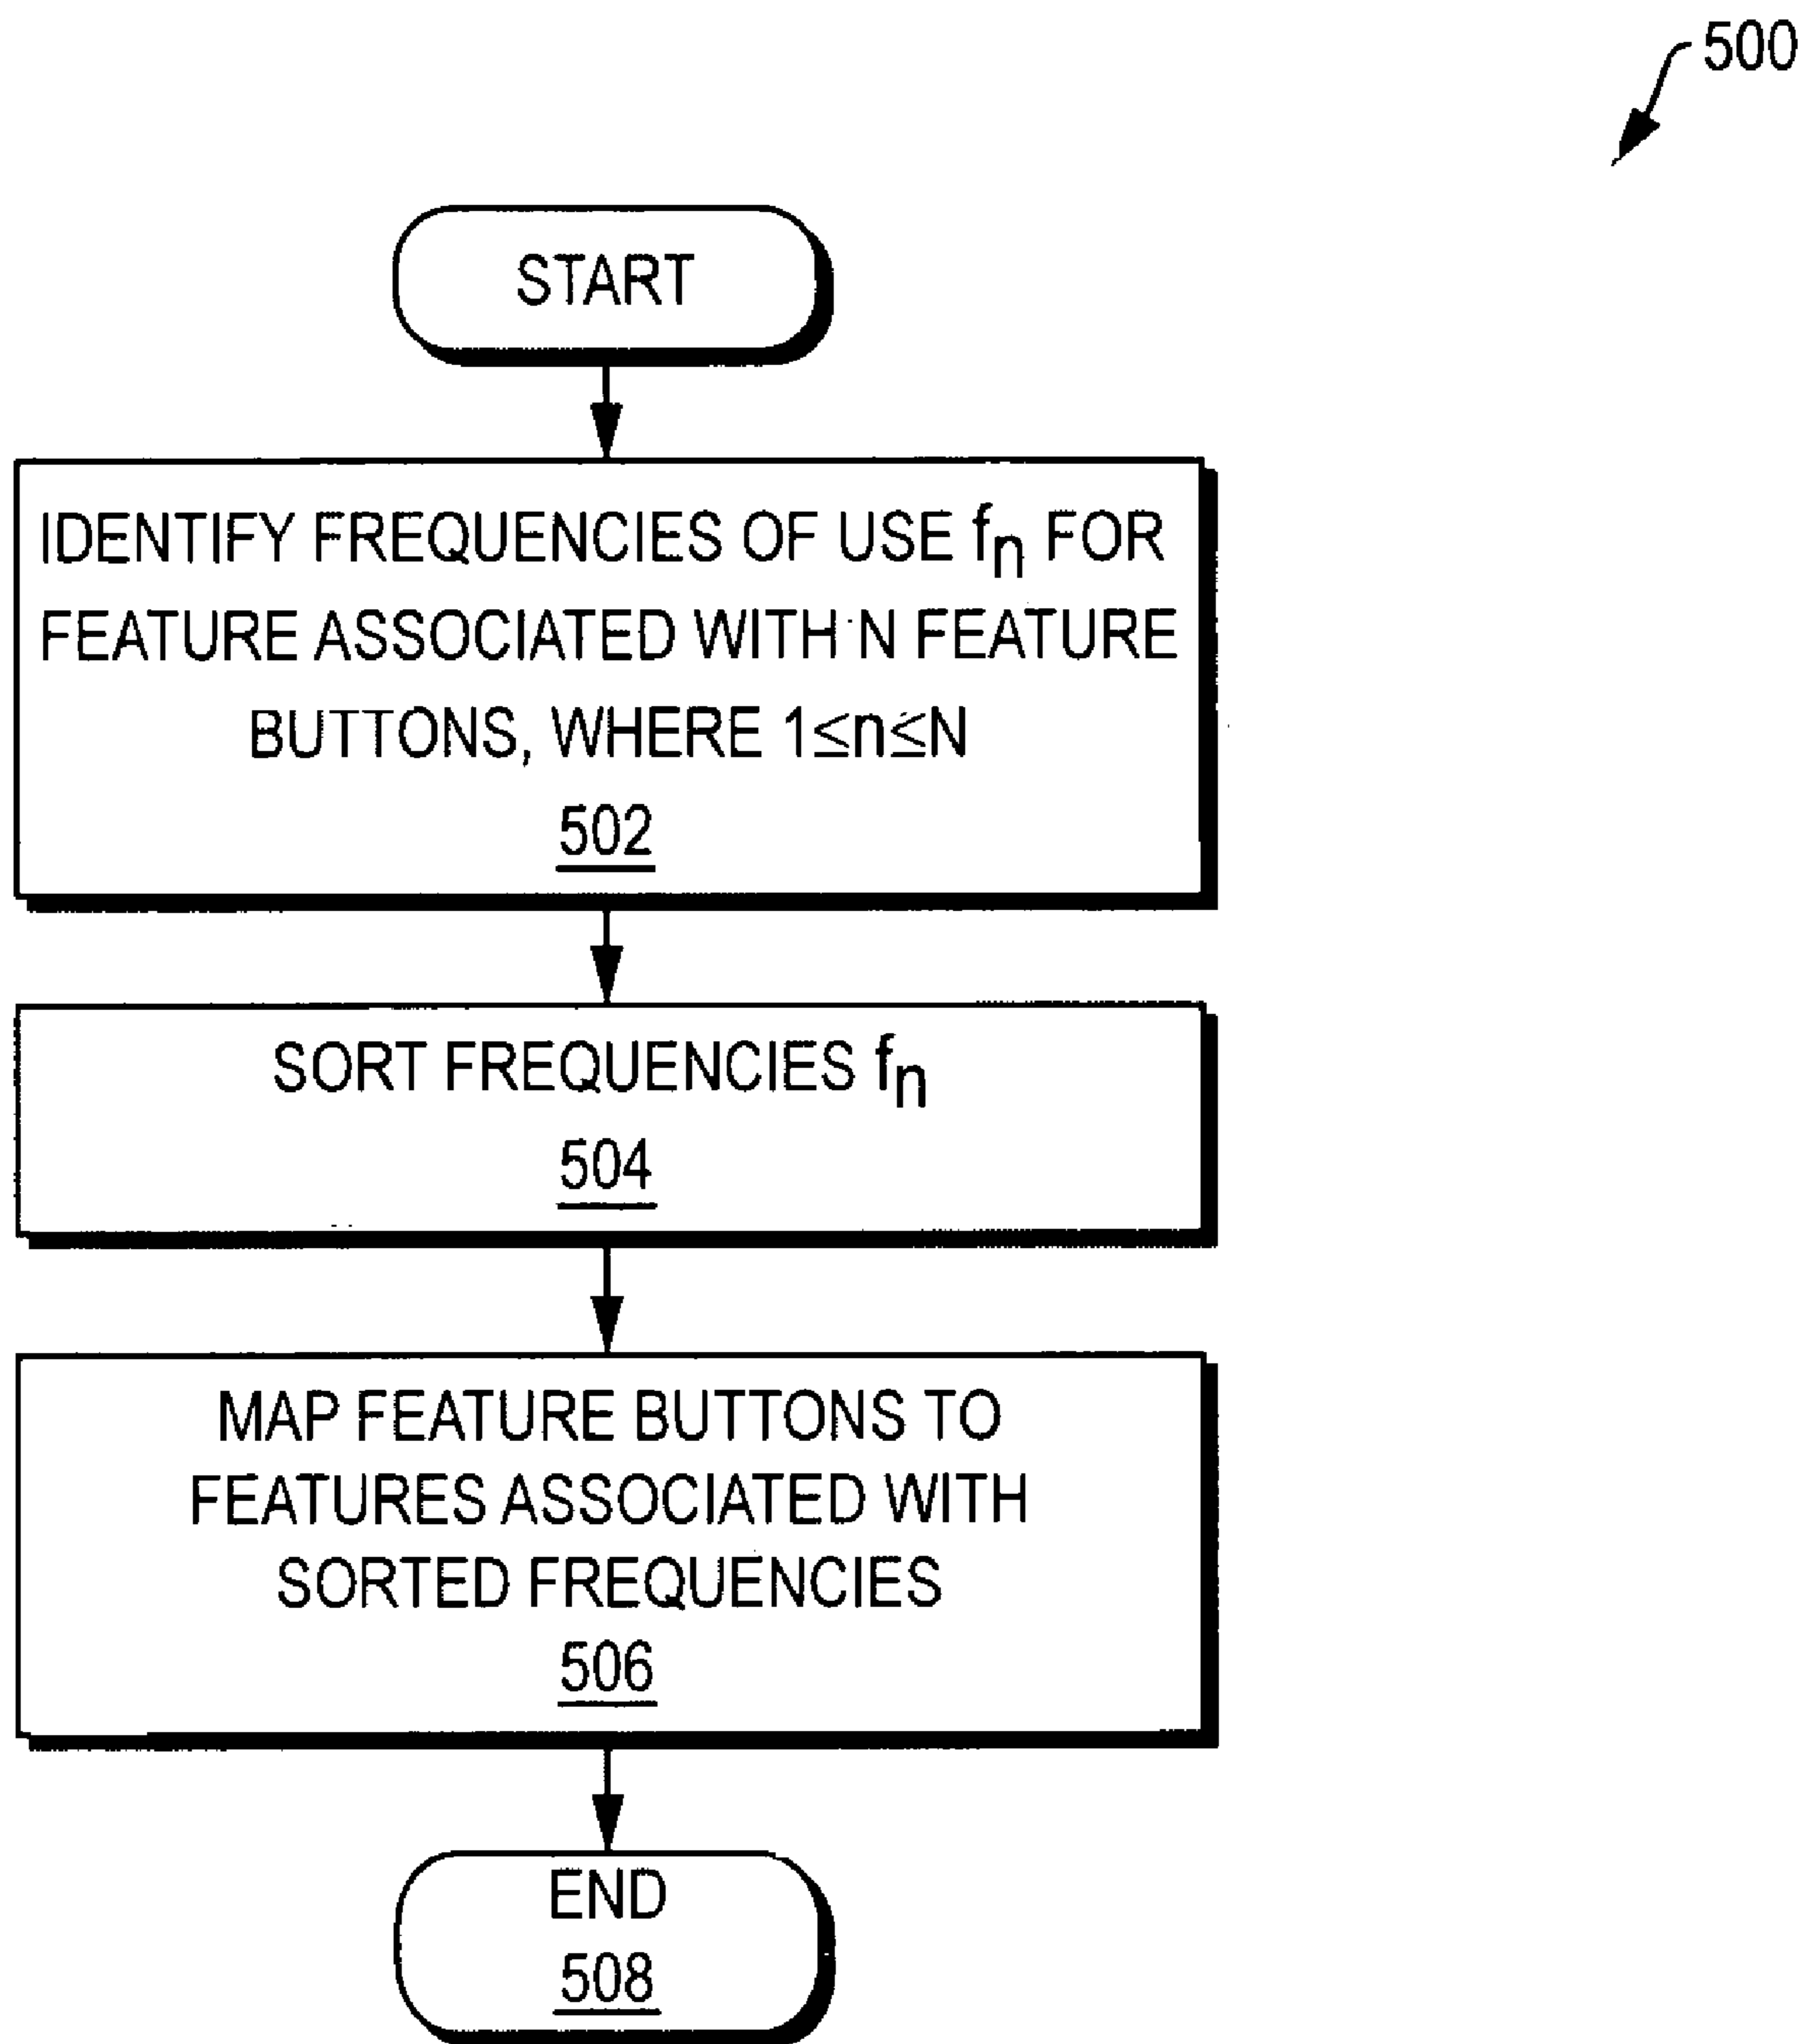 500
START
IDENTIFY FREQUENCIES OF USE fn FOR
FEATURE ASSOCIATED WITH N FEATURE
BUTTONS, WHERE 1≤n≤N
502
SORT FREQUENCIES fn
504
MAP FEATURE BUTTONS TO
FEATURES ASSOCIATED WITH
SORTED FREQUENCIES
506
END
508